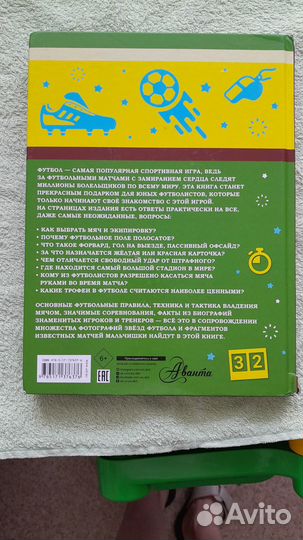 ФУТБОЛ — САМАЯ ПОПУЛЯРНАЯ СПОРТИВНАЯ ИГРА, ВЕДЬ
ЗА ФУТБОЛЬНЫМИ МАТЧАМИ С ЗАМИРАНИЕМ СЕРДЦА СЛЕДЯТ
МИЛЛИОНЫ БОЛЕЛЬЩИКОВ ПО ВСЕМУ МИРУ. ЭТА КНИГА СТАНЕТ
ПРЕКРАСНЫМ ПОДАРКОМ ДЛЯ ЮНЫХ ФУТБОЛИСТОВ, КОТОРЫЕ
ТОЛЬКО НАЧИНАЮТ СВОЁ ЗНАКОМСТВО С ЭТОЙ ИГРОЙ.
НА СТРАНИЦАХ ИЗДАНИЯ ЕСТЬ ОТВЕТЫ ПРАКТИЧЕСКИ НА ВСЕ,
ДАЖЕ САМЫЕ НЕОЖИДАННЫЕ, ВОПРОСЫ:
• КАК ВЫБРАТЬ МЯЧ И ЭКИПИРОВКУ?
• ПОЧЕМУ ФУТБОЛЬНОЕ ПОЛЕ ПОЛОСАТОЕ?
• ЧТО ТАКОЕ ФОРВАРД, ГОЛ НА ВЫЕЗДЕ, ПАССИВНЫЙ ОФСАЙД?
• ЗА ЧТО НАЗНАЧАЕТСЯ ЖЁЛТАЯ ИЛИ КРАСНАЯ КАРТОЧКА?
• ЧЕМ ОТЛИЧАЕТСЯ СВОБОДНЫЙ УДАР ОТ ШТРАФНОГО?
• ГДЕ НАХОДИТСЯ САМЫЙ БОЛЬШОЙ СТАДИОН В МИРЕ?
• КОМУ ИЗ ФУТБОЛИСТОВ РАЗРЕШЕНО КАСАТЬСЯ МЯЧА
РУКАМИ ВО ВРЕМЯ МАТЧА?
• КАКИЕ ТРОФЕИ В ФУТБОЛЕ СЧИТАЮТСЯ НАИБОЛЕЕ ЦЕННЫМИ?
ОСНОВНЫЕ ФУТБОЛЬНЫЕ ПРАВИЛА, ТЕХНИКА И ТАКТИКА ВЛАДЕНИЯ
МЯЧОМ, ЗНАЧИМЫЕ СОРЕВНОВАНИЯ, ФАКТЫ ИЗ БИОГРАФИЙ
ЗНАМЕНИТЫХ ИГРОКОВ И ТРЕНЕРОВ — ВСЁ ЭТО В СОПРОВОЖДЕНИИ
МНОЖЕСТВА ФОТОГРАФИЙ ЗВЁЗД ФУТБОЛА И ФРАГМЕНТОВ
ИЗВЕСТНЫХ МАТЧЕЙ МАЛЬЧИШКИ НАЙДУТ В ЭТОЙ КНИГЕ.
32
6+
ЕАС
Аванта
Avito